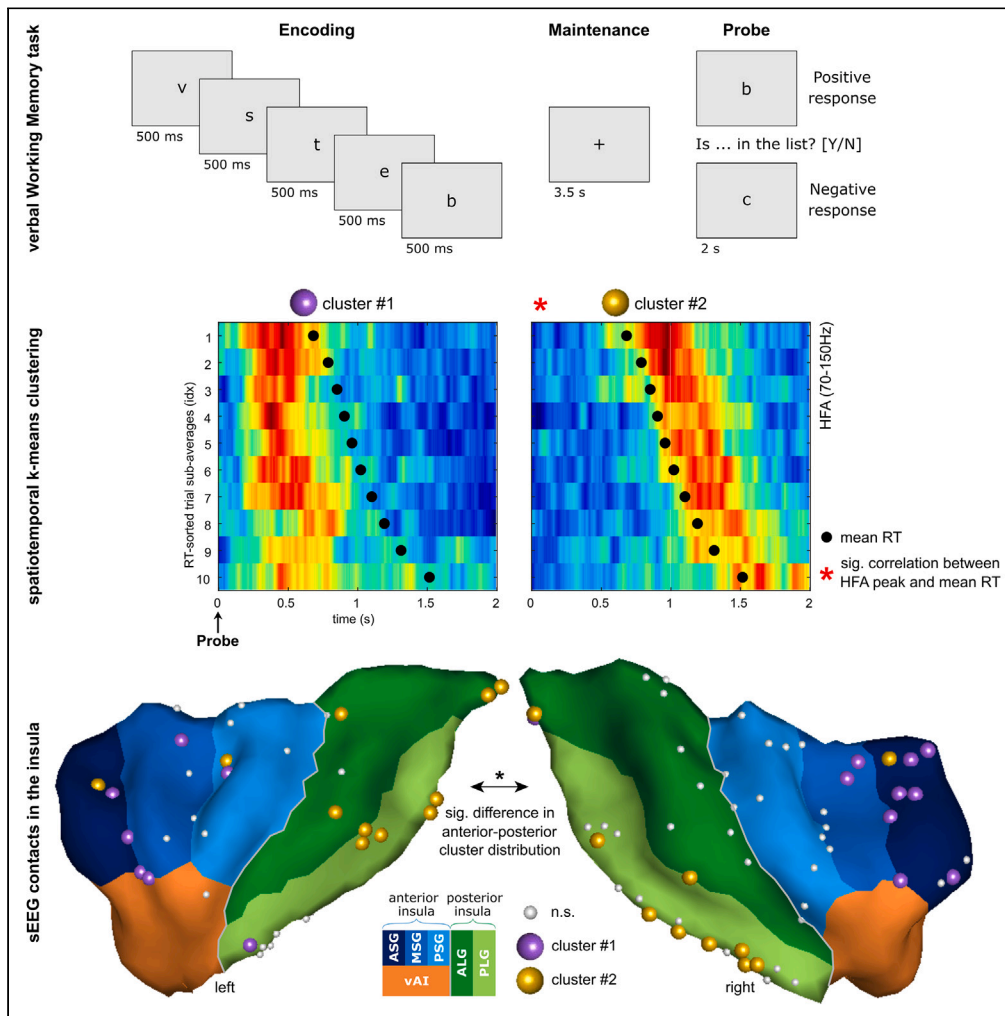 verbal Working Memory task
Encoding
Maintenance
Probe
v
500 ms
s
500 ms
t
500 ms
e
500 ms
b
500 ms
+
3.5 s
b
Positive
response
Is ... in the list? [Y/N]
c
Negative
response
2 s
spatiotemporal k-means clustering
cluster #1
* cluster #2
RT-sorted trial sub-averages (idx)
1
2
3
4
5
6
7
8
9
10
0 0.5 1 1.5 2
time (s)
Probe
0 0.5 1 1.5 2
HFA (70-150Hz)
mean RT
* sig. correlation between
HFA peak and mean RT
sEEG contacts in the insula
*
sig. difference in
anterior-posterior
cluster distribution
anterior
insula
posterior
insula
ASG
MSG
PSG
ALG
PLG
vAI
n.s.
cluster #1
cluster #2
left
right